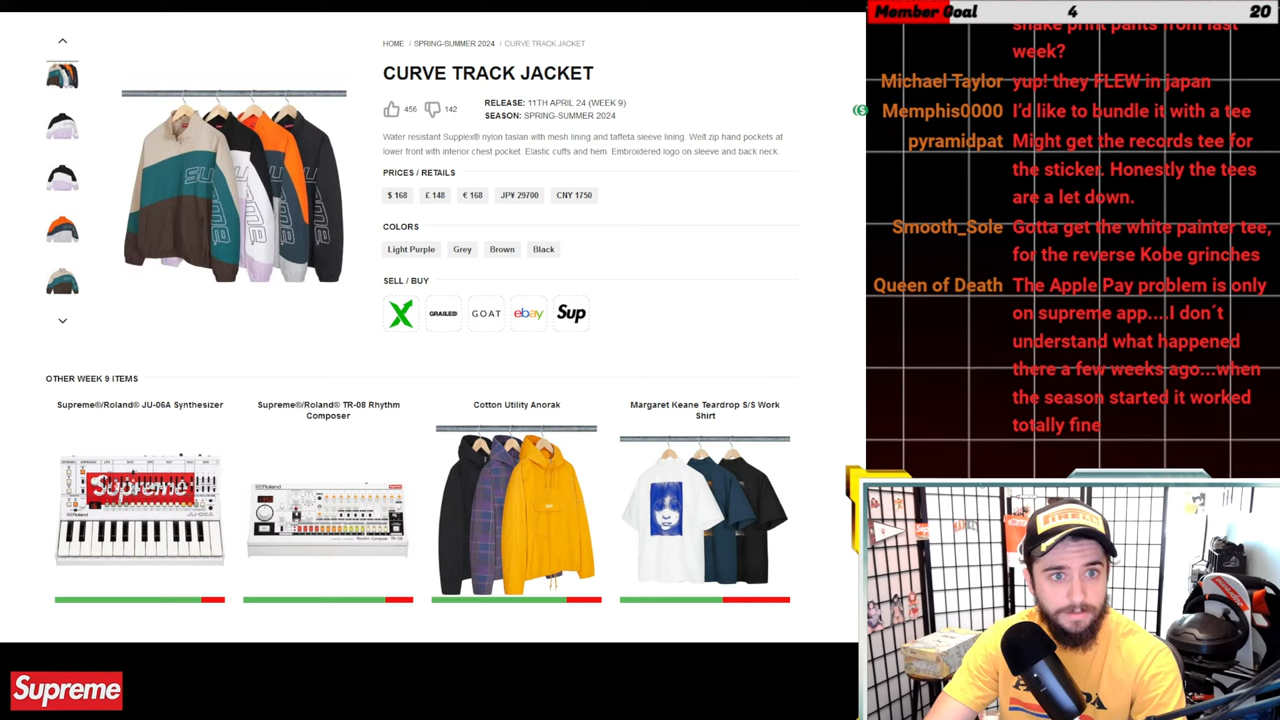 HOME / SPRING-SUMMER 2024 / CURVE TRACK JACKET
CURVE TRACK JACKET
456 142
RELEASE: 11TH APRIL 24 (WEEK 9)
SEASON: SPRING-SUMMER 2024
Water resistant Supplex® nylon taslan with mesh lining and taffeta sleeve lining. Welt zip hand pockets at
lower front with interior chest pocket. Elastic cuffs and hem. Embroidered logo on sleeve and back neck.
PRICES / RETAILS
$ 168 £ 148 € 168 JP¥ 29700 CNY 1750
COLORS
Light Purple Grey Brown Black
SELL / BUY
GRAILED GOAT ebay Sup
OTHER WEEK 9 ITEMS
Supreme®/Roland® JU-06A Synthesizer
Supreme®/Roland® TR-08 Rhythm
Composer
Cotton Utility Anorak
Margaret Keane Teardrop S/S Work
Shirt
Supreme
Roland
JU-06A
Roland
Rhythm Composer TR-08
Supreme
Member Goal 4 20
snake print pants from last
week?
Michael Taylor yup! they FLEW in japan
Memphis0000 I'd like to bundle it with a tee
pyramidpat Might get the records tee for
the sticker. Honestly the tees
are a let down.
Smooth_Sole Gotta get the white painter tee,
for the reverse Kobe grinches
Queen of Death The Apple Pay problem is only
on supreme app....I don´t
understand what happened
there a few weeks ago...when
the season started it worked
totally fine
PIRELLI